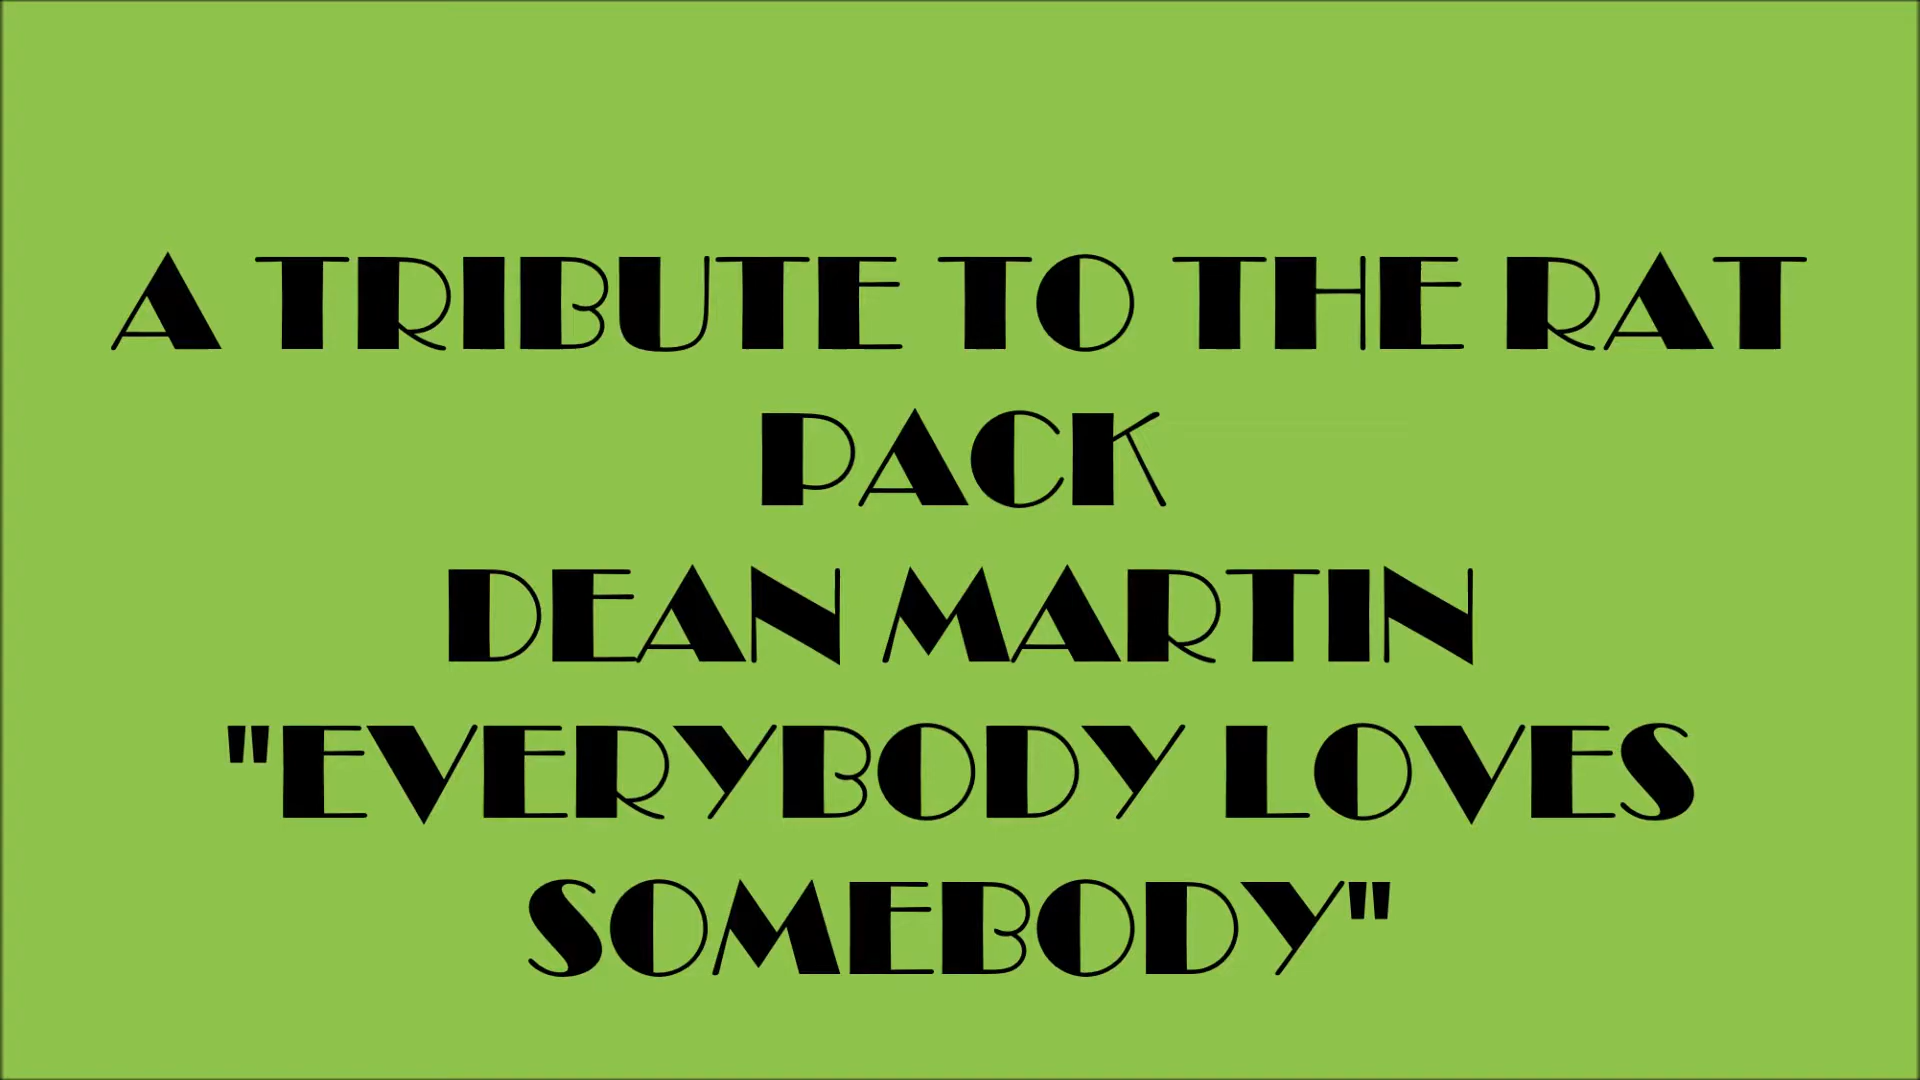 A TRIBUTE TO THE RAT
PACK
DEAN MARTIN
"EVERYBODY LOVES
SOMEBODY"